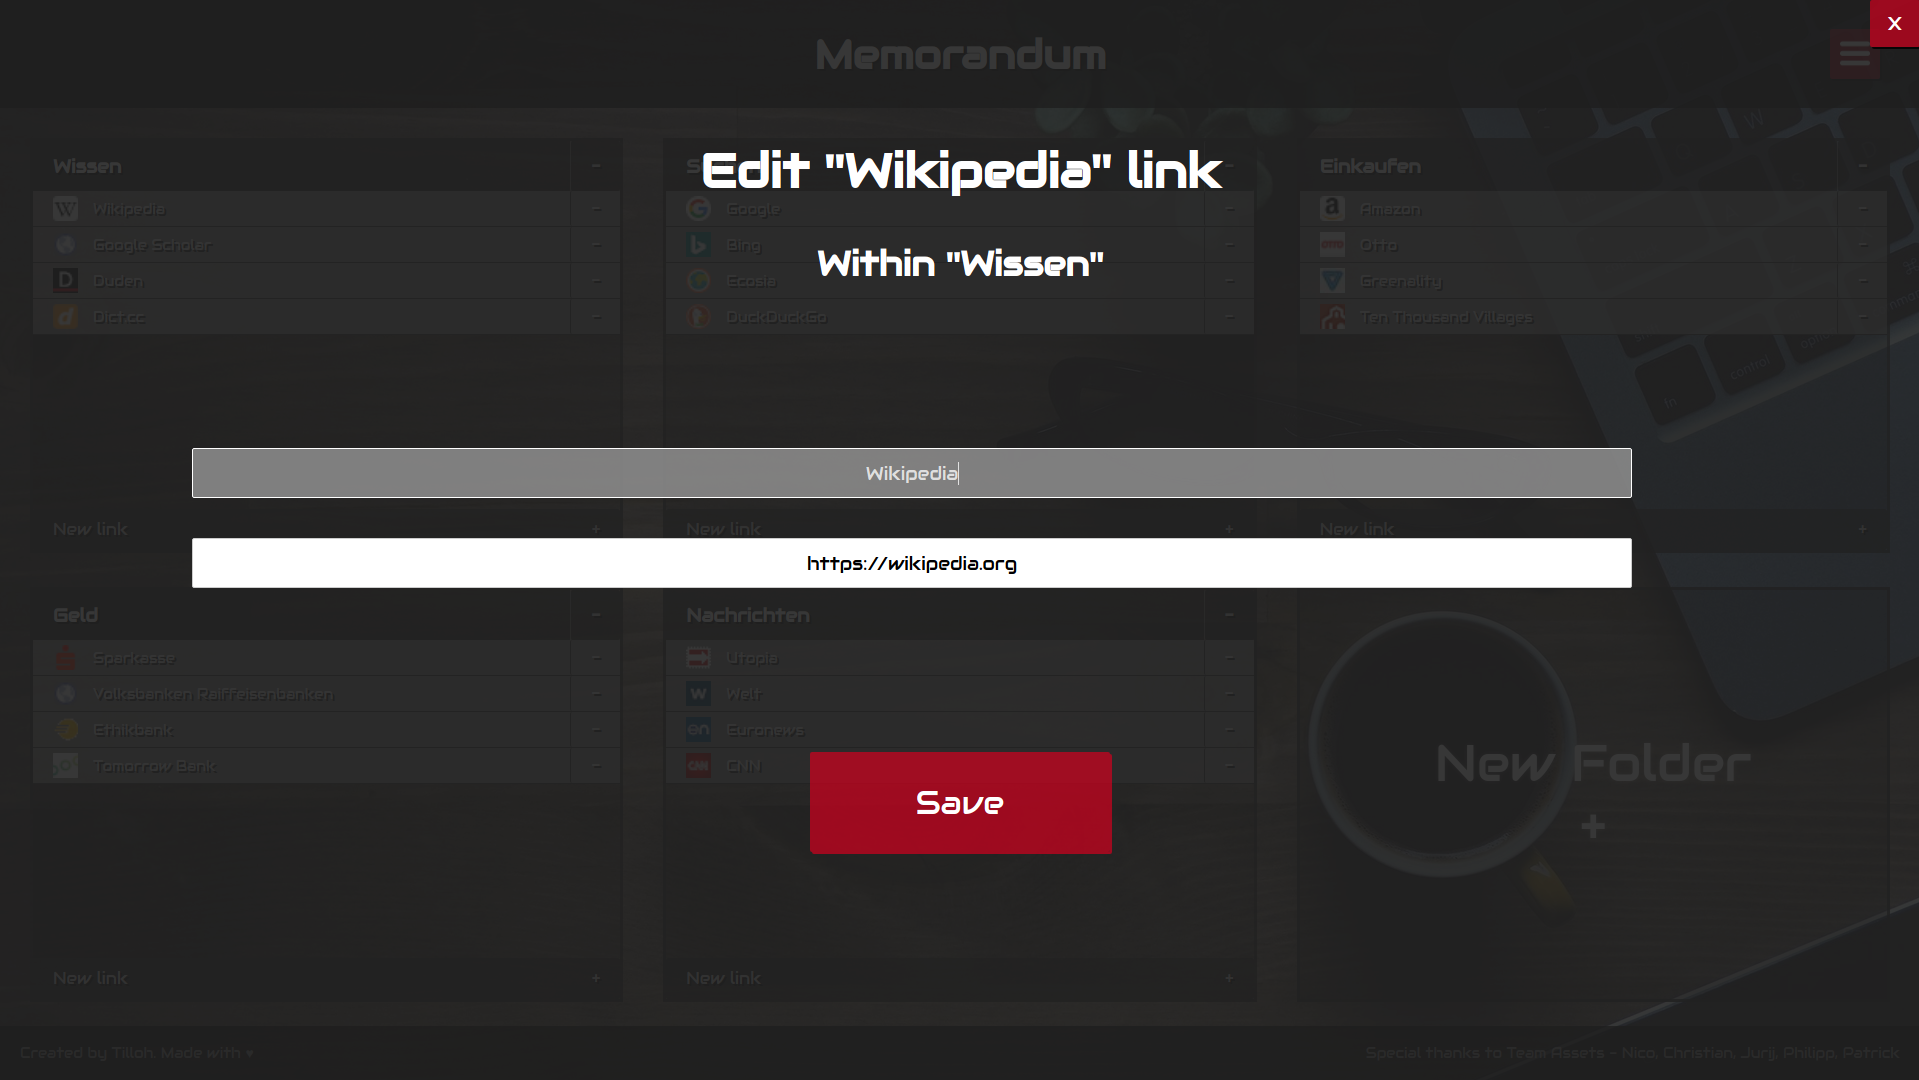 Memorandum
X
Edit "Wikipedia" link
Within "Wissen"
Wissen -
Wikipedia -
Google Scholar -
Duden -
Dict.cc -
New link +
S -
Google -
Bing -
Ecosia -
DuckDuckGo -
New link +
Einkaufen -
Amazon -
Otto -
Greenality -
Ten Thousand Villages -
New link +
Wikipedia
https://wikipedia.org
Geld -
Sparkasse -
Volksbanken Raiffeisenbanken -
Ethikbank -
Tomorrow Bank -
New link +
Nachrichten -
Utopia -
Welt -
Euronews -
CNN -
New link +
New Folder
+
Save
Created by Tilloh. Made with ♥
Special thanks to Team Assets - Nico, Christian, Jurij, Philipp, Patrick